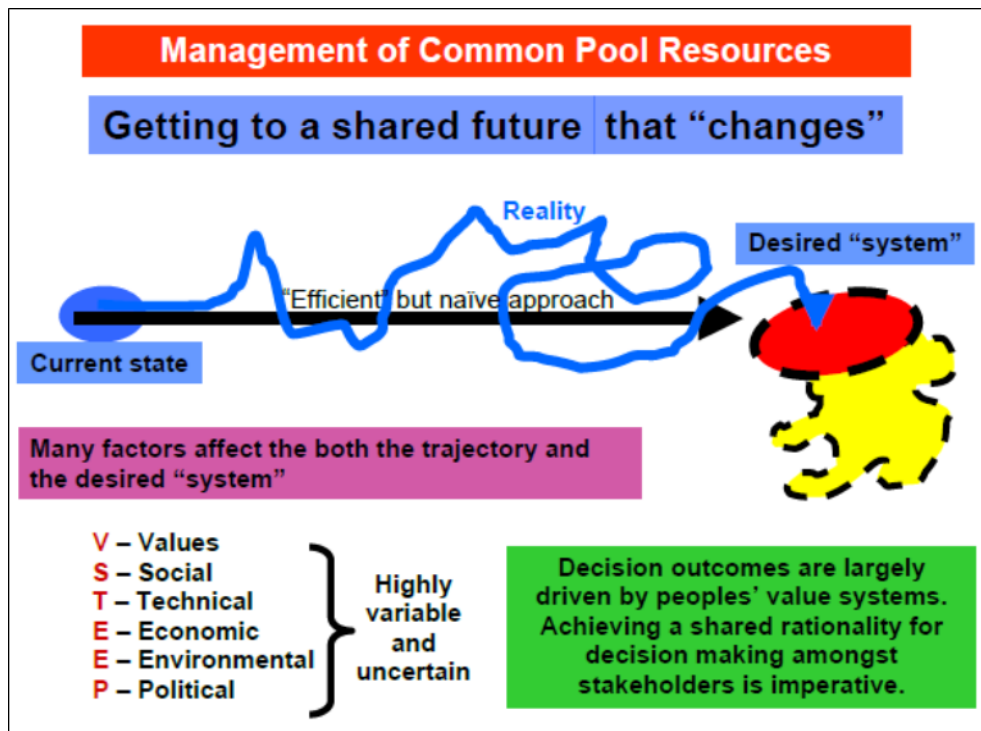 Management of Common Pool Resources
Getting to a shared future that “changes”
Reality
Desired “system”
“Efficient” but naïve approach
Current state
Many factors affect the both the trajectory and
the desired “system”
V – Values
S – Social
T – Technical
E – Economic
E – Environmental
P – Political
Highly
variable
and
uncertain
Decision outcomes are largely
driven by peoples’ value systems.
Achieving a shared rationality for
decision making amongst
stakeholders is imperative.